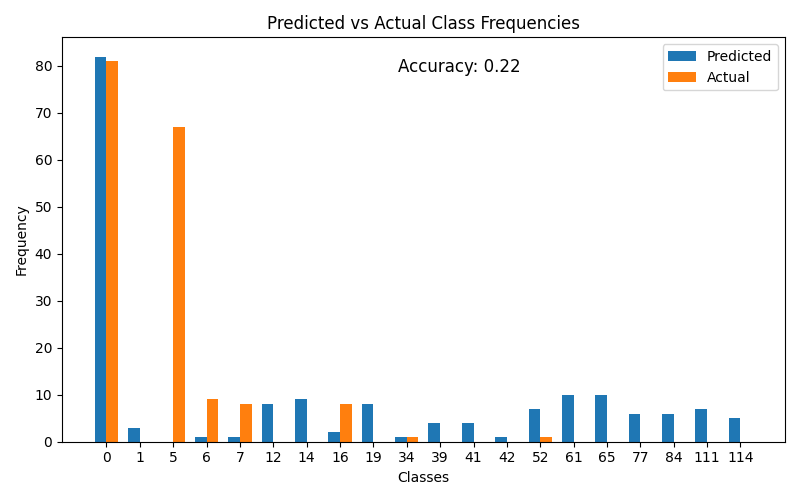 Predicted vs Actual Class Frequencies
Accuracy: 0.22
Predicted
Actual
Frequency
80
70
60
50
40
30
20
10
0
0 1 5 6 7 12 14 16 19 34 39 41 42 52 61 65 77 84 111 114
Classes